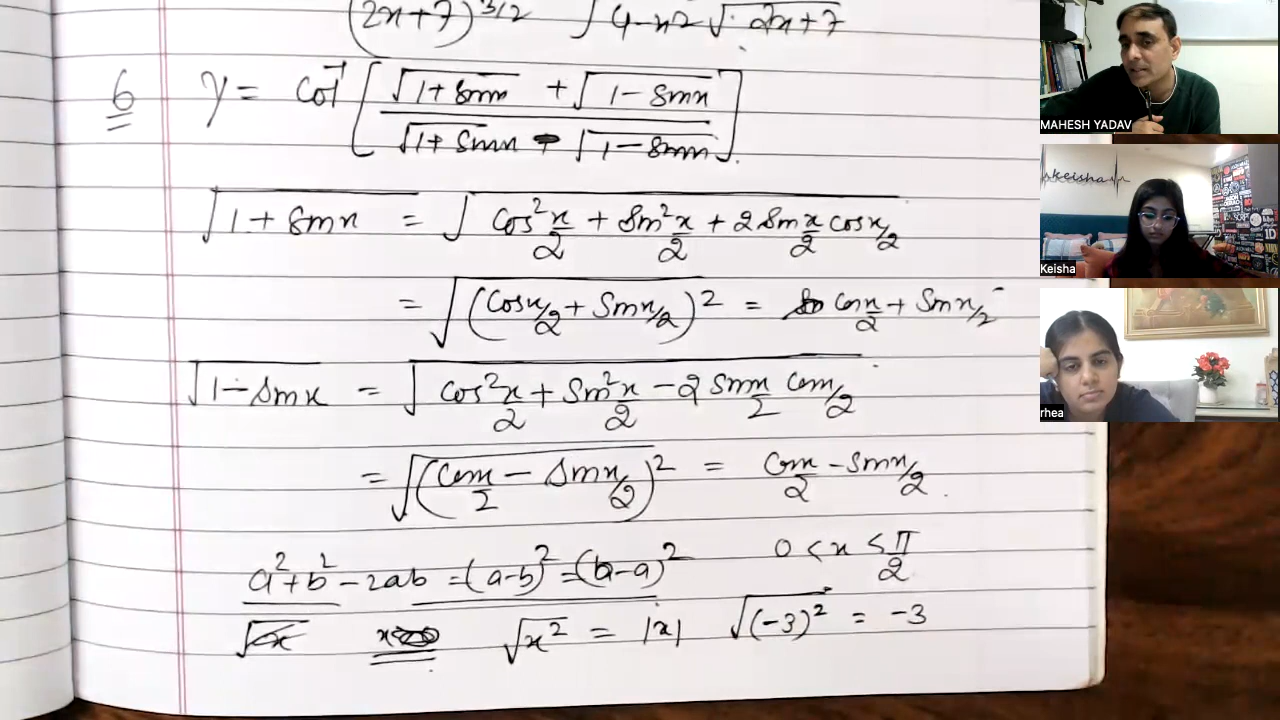 (2x+7)^3/2 ∫ 4-x2 √2x+7
6 y = cot⁻¹ [ √1+sinx + √1-sinx / √1+sinx - √1-sinx ]
√1+sinx = √cos²x/2 + sin²x/2 + 2 sinx/2 cosx/2
= √(cosx/2 + sinx/2)² = cosx/2 + sinx/2
√1-sinx = √cos²x/2 + sin²x/2 - 2 sinx/2 cosx/2
= √(cosx/2 - sinx/2)² = cosx/2 - sinx/2
a²+b²-2ab = (a-b)² = (b-a)² 0 < x < π/2
√x² = |x| √(-3)² = -3
MAHESH YADAV
keisha
Keisha
rhea